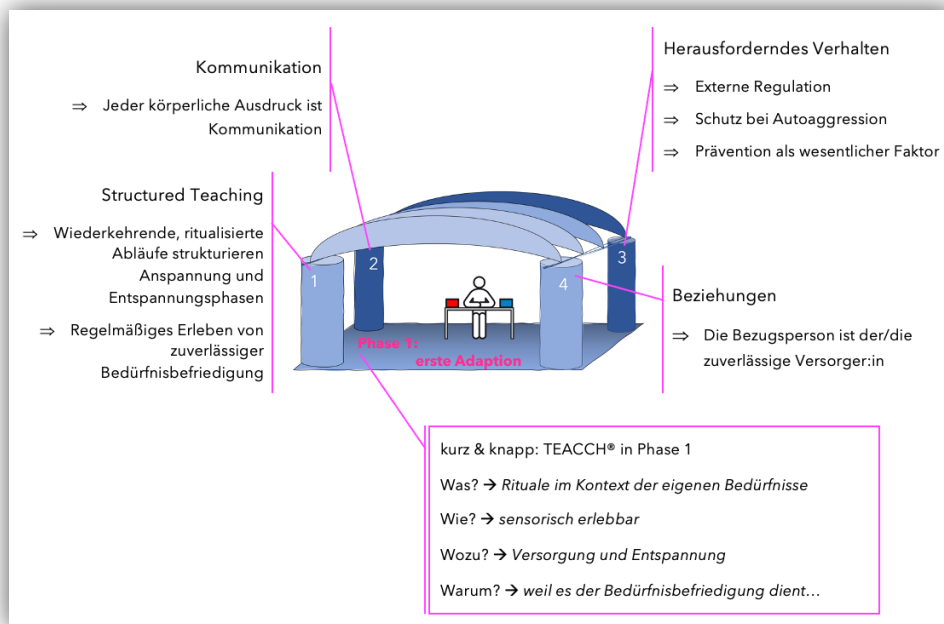 Kommunikation
⇒ Jeder körperliche Ausdruck ist
Kommunikation
Herausforderndes Verhalten
⇒ Externe Regulation
⇒ Schutz bei Autoaggression
⇒ Prävention als wesentlicher Faktor
Structured Teaching
⇒ Wiederkehrende, ritualisierte
Abläufe strukturieren
Anspannung und
Entspannungsphasen
⇒ Regelmäßiges Erleben von
zuverlässiger
Bedürfnisbefriedigung
1
2
3
4
Phase 1:
erste Adaption
Beziehungen
⇒ Die Bezugsperson ist der/die
zuverlässige Versorger:in
kurz & knapp: TEACCH® in Phase 1
Was? → Rituale im Kontext der eigenen Bedürfnisse
Wie? → sensorisch erlebbar
Wozu? → Versorgung und Entspannung
Warum? → weil es der Bedürfnisbefriedigung dient…